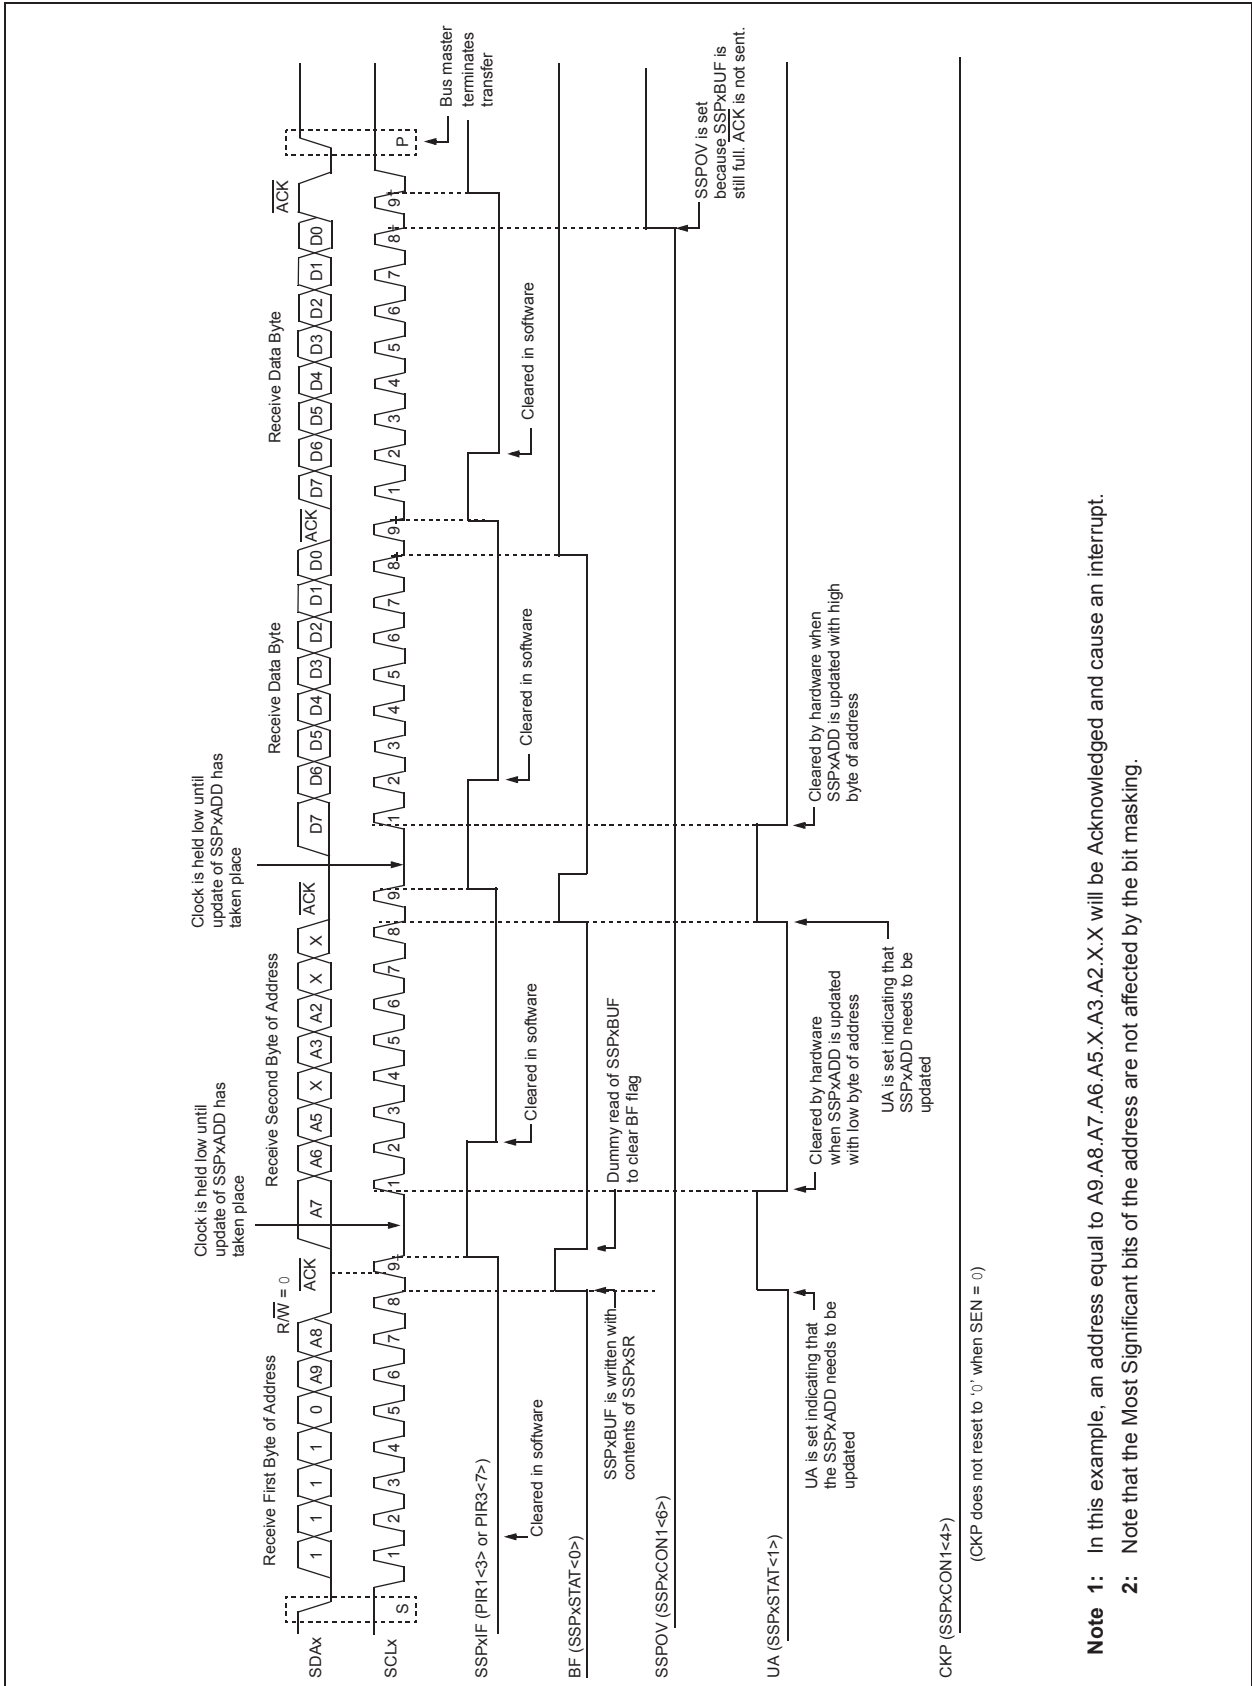 Clock is held low until
update of SSPxADD has
taken place
Clock is held low until
update of SSPxADD has
taken place
Receive First Byte of Address
R/W = 0
ACK
Receive Second Byte of Address
ACK
Receive Data Byte
ACK
Receive Data Byte
ACK
SDAx
1 1 1 1 0 A9 A8
A7 A6 A5 X A3 A2 X X
D7 D6 D5 D4 D3 D2 D1 D0
D7 D6 D5 D4 D3 D2 D1 D0
SCLx
S
1 2 3 4 5 6 7 8 9
1 2 3 4 5 6 7 8 9
1 2 3 4 5 6 7 8 9
1 2 3 4 5 6 7 8 9
P
Bus master
terminates
transfer
SSPxIF (PIR1<3> or PIR3<7>)
Cleared in software
Cleared in software
Cleared in software
Cleared in software
BF (SSPxSTAT<0>)
SSPxBUF is written with
contents of SSPxSR
Dummy read of SSPxBUF
to clear BF flag
SSPOV (SSPxCON1<6>)
SSPOV is set
because SSPxBUF is
still full. ACK is not sent.
UA (SSPxSTAT<1>)
UA is set indicating that
the SSPxADD needs to be
updated
Cleared by hardware
when SSPxADD is updated
with low byte of address
UA is set indicating that
SSPxADD needs to be
updated
Cleared by hardware when
SSPxADD is updated with high
byte of address
CKP (SSPxCON1<4>)
(CKP does not reset to ‘0’ when SEN = 0)
Note 1: In this example, an address equal to A9.A8.A7.A6.A5.X.A3.A2.X.X will be Acknowledged and cause an interrupt.
2: Note that the Most Significant bits of the address are not affected by the bit masking.